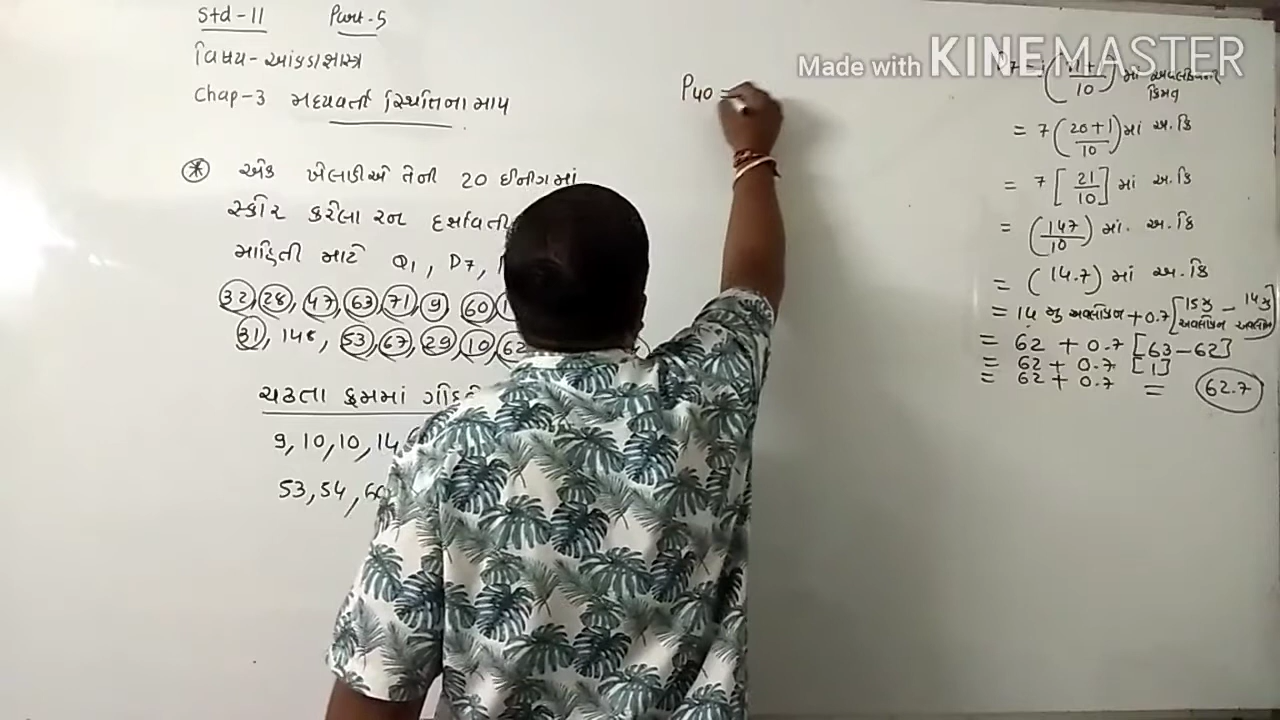 Std-11 Part-5
વિષય-આંકડાશાસ્ત્ર
Chap-3 મધ્યવર્તી સ્થિતિના માપ
* એક ખેલાડીએ તેની 20 ઈનીંગમાં
સ્કોર કરેલા રન દર્શાવતી
માહિતી માટે Q1, D7,
32, 28, 47, 63, 71, 9, 60,
31, 148, 53, 67, 29, 10, 62
ચઢતા ક્રમમાં
9, 10, 10, 14
53, 54, 60
P40 =
Made with KINEMASTER
માં અવલોકનની
કિંમત
= 7 (20+1/10) માં અ.કિ
= 7 [21/10] માં અ.કિ
= (147/10) માં. અ.કિ
= (14.7) માં અ.કિ
= 14 મુ અવલોકન + 0.7 [15મુ અવલોકન - 14મુ અવલોકન]
= 62 + 0.7 [63-62]
= 62 + 0.7 [1]
= 62 + 0.7 = 62.7